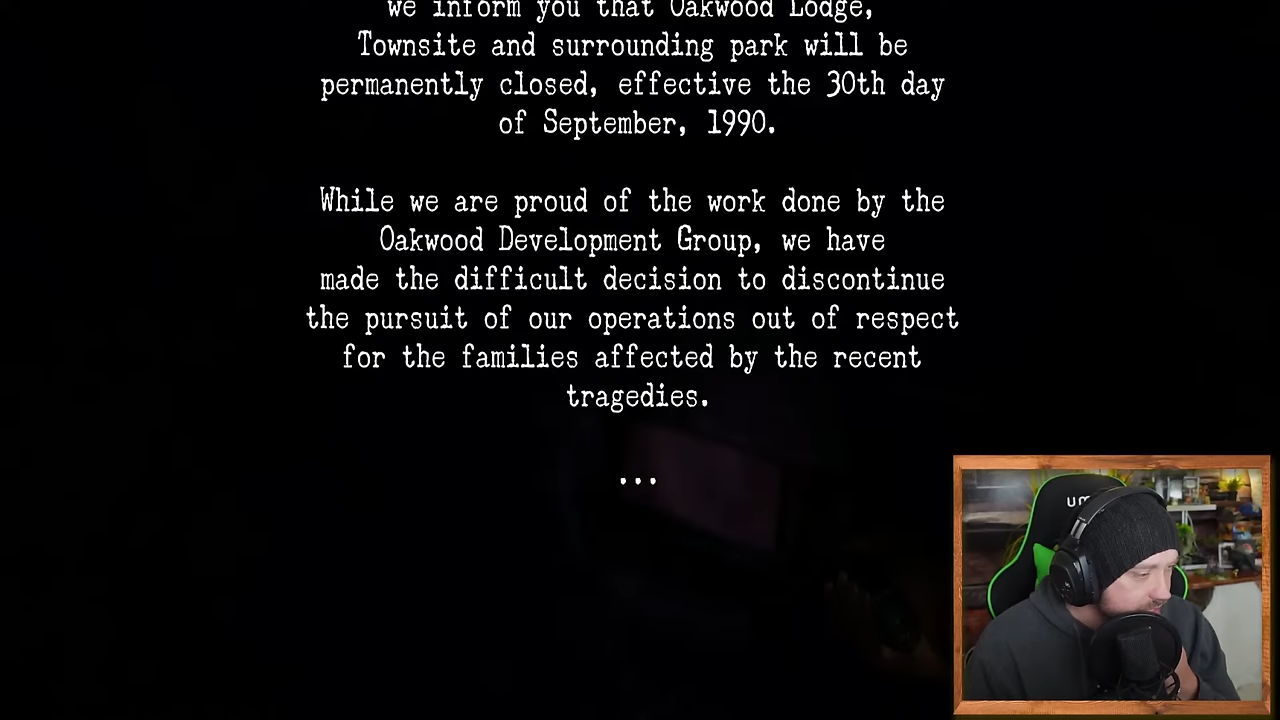 we inform you that Oakwood Lodge,
Townsite and surrounding park will be
permanently closed, effective the 30th day
of September, 1990.
While we are proud of the work done by the
Oakwood Development Group, we have
made the difficult decision to discontinue
the pursuit of our operations out of respect
for the families affected by the recent
tragedies.
...